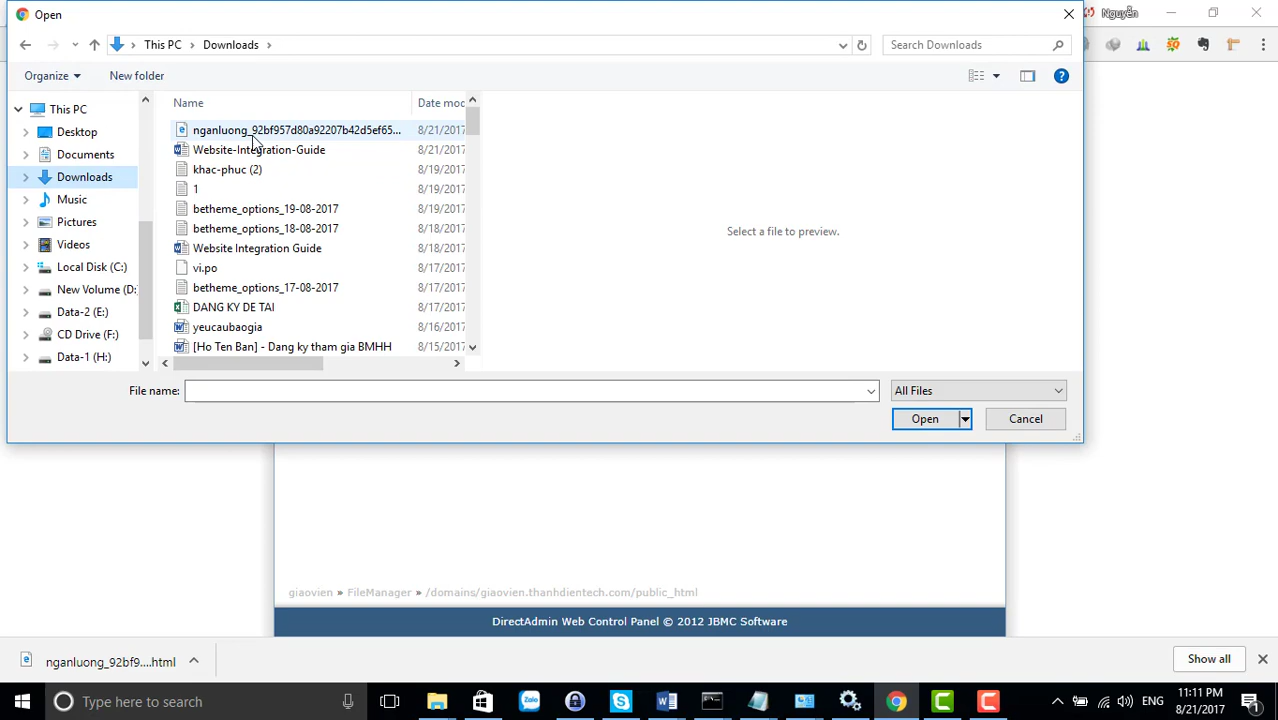 Open
Nguyễn
This PC
Downloads
Search Downloads
Organize
New folder
This PC
Desktop
Documents
Downloads
Music
Pictures
Videos
Local Disk (C:)
New Volume (D:
Data-2 (E:)
CD Drive (F:)
Data-1 (H:)
Name
Date mod
nganluong_92bf957d80a92207b42d5ef65... 8/21/2017
Website-Integration-Guide 8/21/2017
khac-phuc (2) 8/19/2017
1 8/19/2017
betheme_options_19-08-2017 8/19/2017
betheme_options_18-08-2017 8/18/2017
Website Integration Guide 8/18/2017
vi.po 8/17/2017
betheme_options_17-08-2017 8/17/2017
DANG KY DE TAI 8/17/2017
yeucaubaogia 8/16/2017
[Ho Ten Ban] - Dang ky tham gia BMHH 8/15/2017
Select a file to preview.
File name:
All Files
Open
Cancel
giaovien » FileManager » /domains/giaovien.thanhdientech.com/public_html
DirectAdmin Web Control Panel © 2012 JBMC Software
nganluong_92bf9....html
Show all
Type here to search
Zalo
ENG
11:11 PM
8/21/2017
1